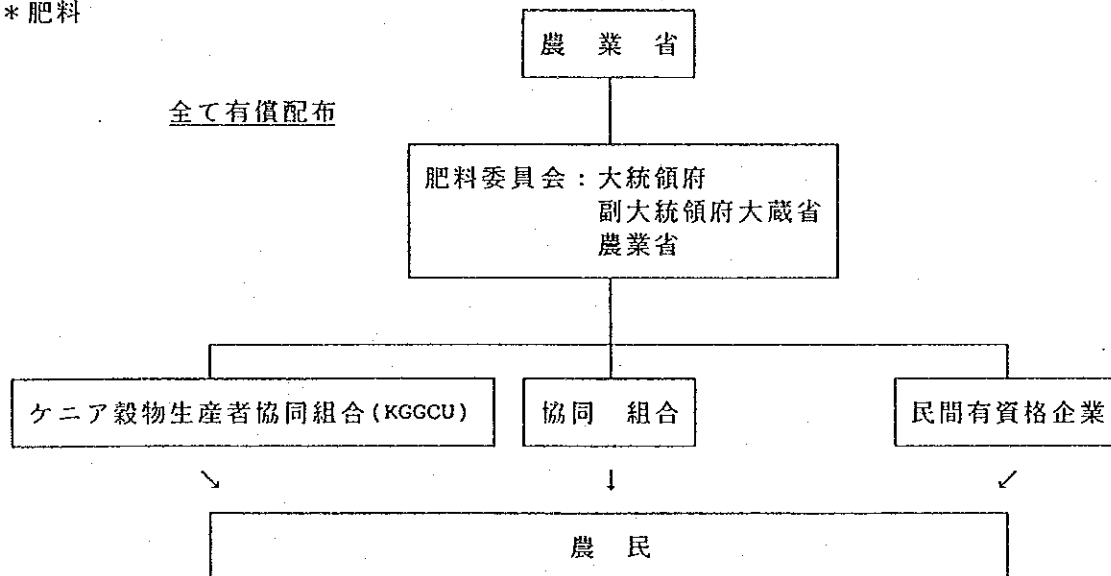 *肥料
農 業 省
全て有償配布
肥料委員会:大統領府
副大統領府大蔵省
農業省
ケニア穀物生産者協同組合(KGGCU)
協同 組合
民間有資格企業
↘ ↓ ↙
農 民